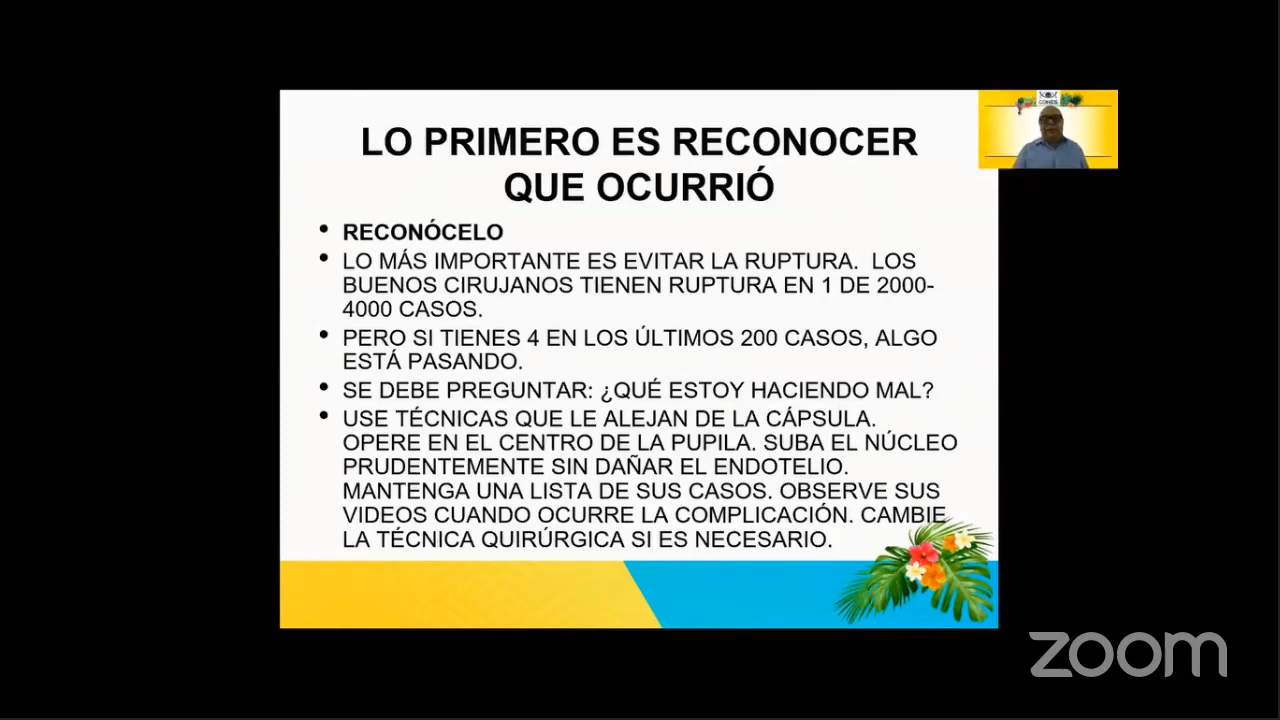 LO PRIMERO ES RECONOCER
QUE OCURRIÓ
• RECONÓCELO
• LO MÁS IMPORTANTE ES EVITAR LA RUPTURA. LOS
BUENOS CIRUJANOS TIENEN RUPTURA EN 1 DE 2000-
4000 CASOS.
• PERO SI TIENES 4 EN LOS ÚLTIMOS 200 CASOS, ALGO
ESTÁ PASANDO.
• SE DEBE PREGUNTAR: ¿QUÉ ESTOY HACIENDO MAL?
• USE TÉCNICAS QUE LE ALEJAN DE LA CÁPSULA.
OPERE EN EL CENTRO DE LA PUPILA. SUBA EL NÚCLEO
PRUDENTEMENTE SIN DAÑAR EL ENDOTELIO.
MANTENGA UNA LISTA DE SUS CASOS. OBSERVE SUS
VIDEOS CUANDO OCURRE LA COMPLICACIÓN. CAMBIE
LA TÉCNICA QUIRÚRGICA SI ES NECESARIO.
zoom